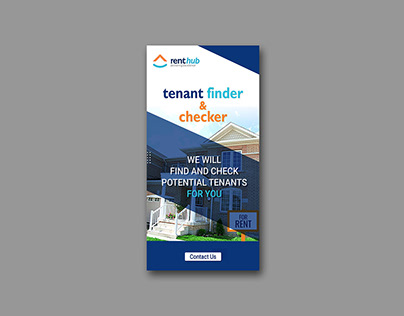 renthub
tenant finder
&
checker
WE WILL
FIND AND CHECK
POTENTIAL TENANTS
FOR YOU
FOR
RENT
Contact Us